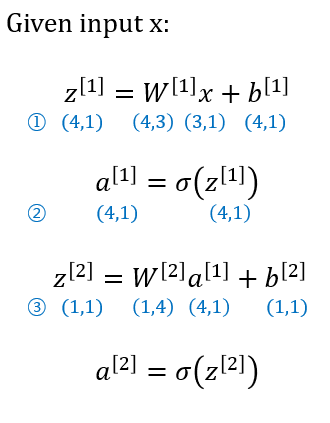 Given input x:
z[1] = W[1]x + b[1]
① (4,1) (4,3) (3,1) (4,1)
a[1] = σ(z[1])
② (4,1) (4,1)
z[2] = W[2]a[1] + b[2]
③ (1,1) (1,4) (4,1) (1,1)
a[2] = σ(z[2])